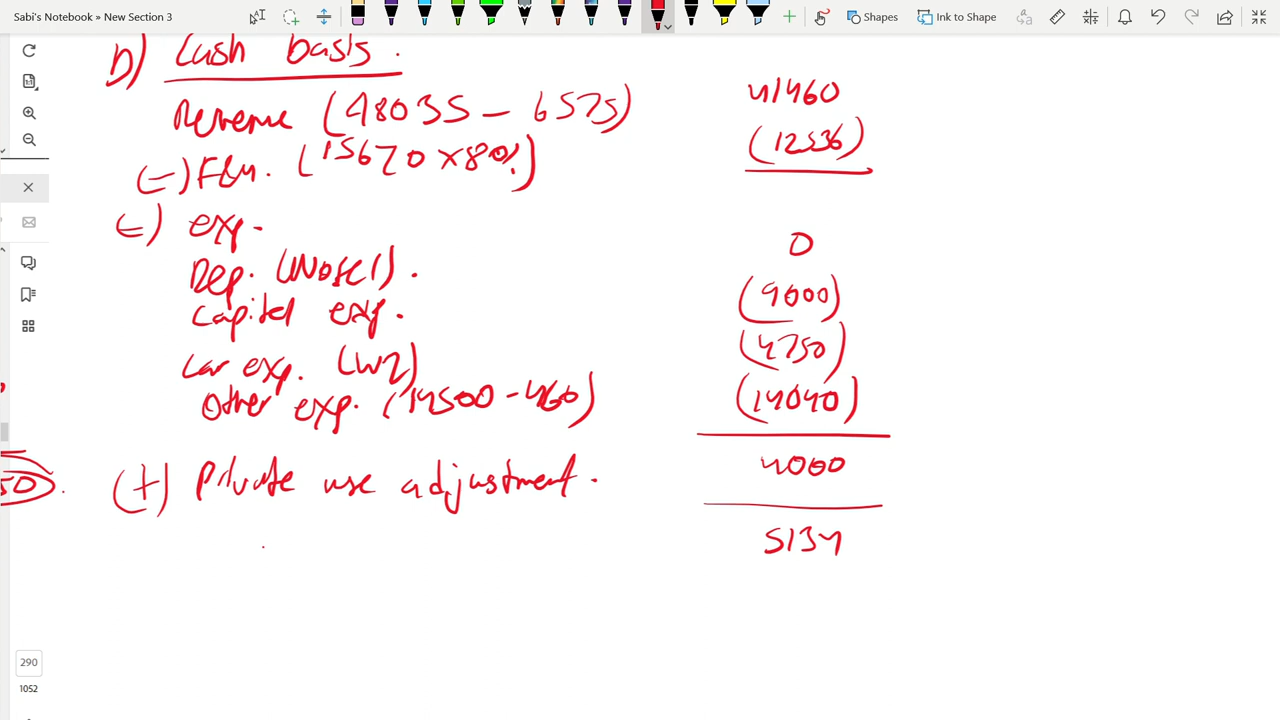 Sabi's Notebook » New Section 3
Shapes
Ink to Shape
b) Cash basis.
Revenue (48035 - 6575) 41460
(-) F&M. (15670 x 80%) (12536)
(-) exp.
Dep. (Note 1). 0
Capital exp. (9000)
Car exp. (W2) (4750)
Other exp. (14500 - 460) (14040)
4000
(+) Private use adjustment.
5134
50
290
1052